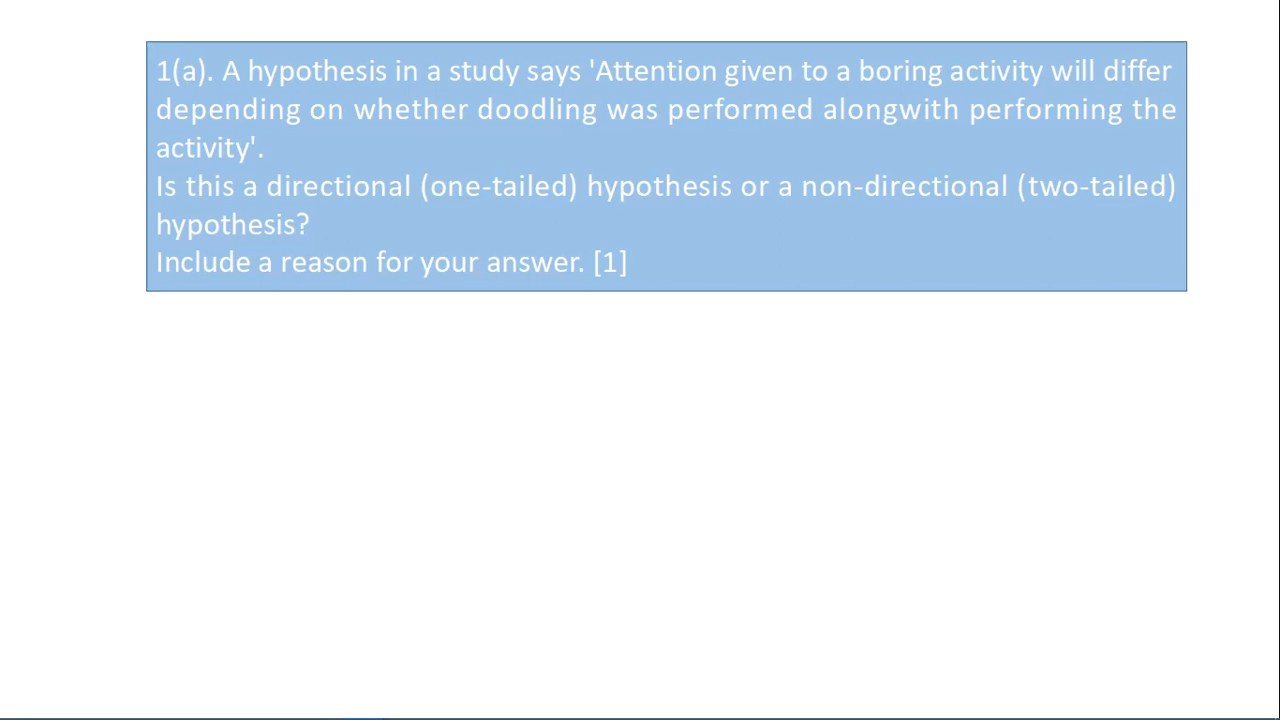 1(a). A hypothesis in a study says 'Attention given to a boring activity will differ
depending on whether doodling was performed alongwith performing the
activity'.
Is this a directional (one-tailed) hypothesis or a non-directional (two-tailed)
hypothesis?
Include a reason for your answer. [1]